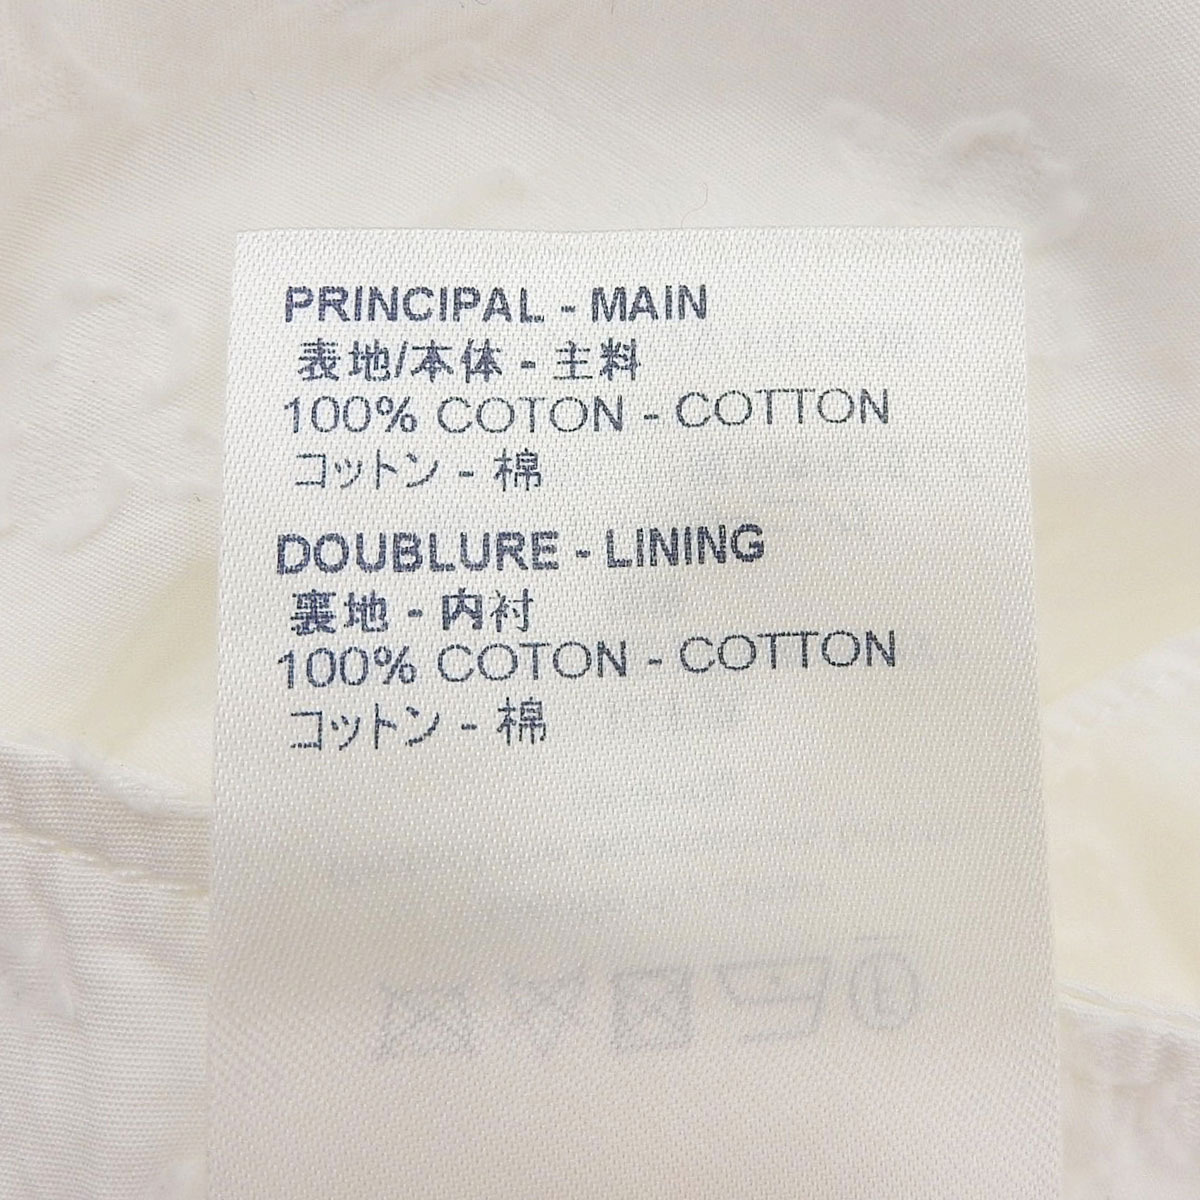 PRINCIPAL - MAIN
表地/本体 - 主料
100% COTON - COTTON
コットン - 棉
DOUBLURE - LINING
裏地 - 内衬
100% COTON - COTTON
コットン - 棉